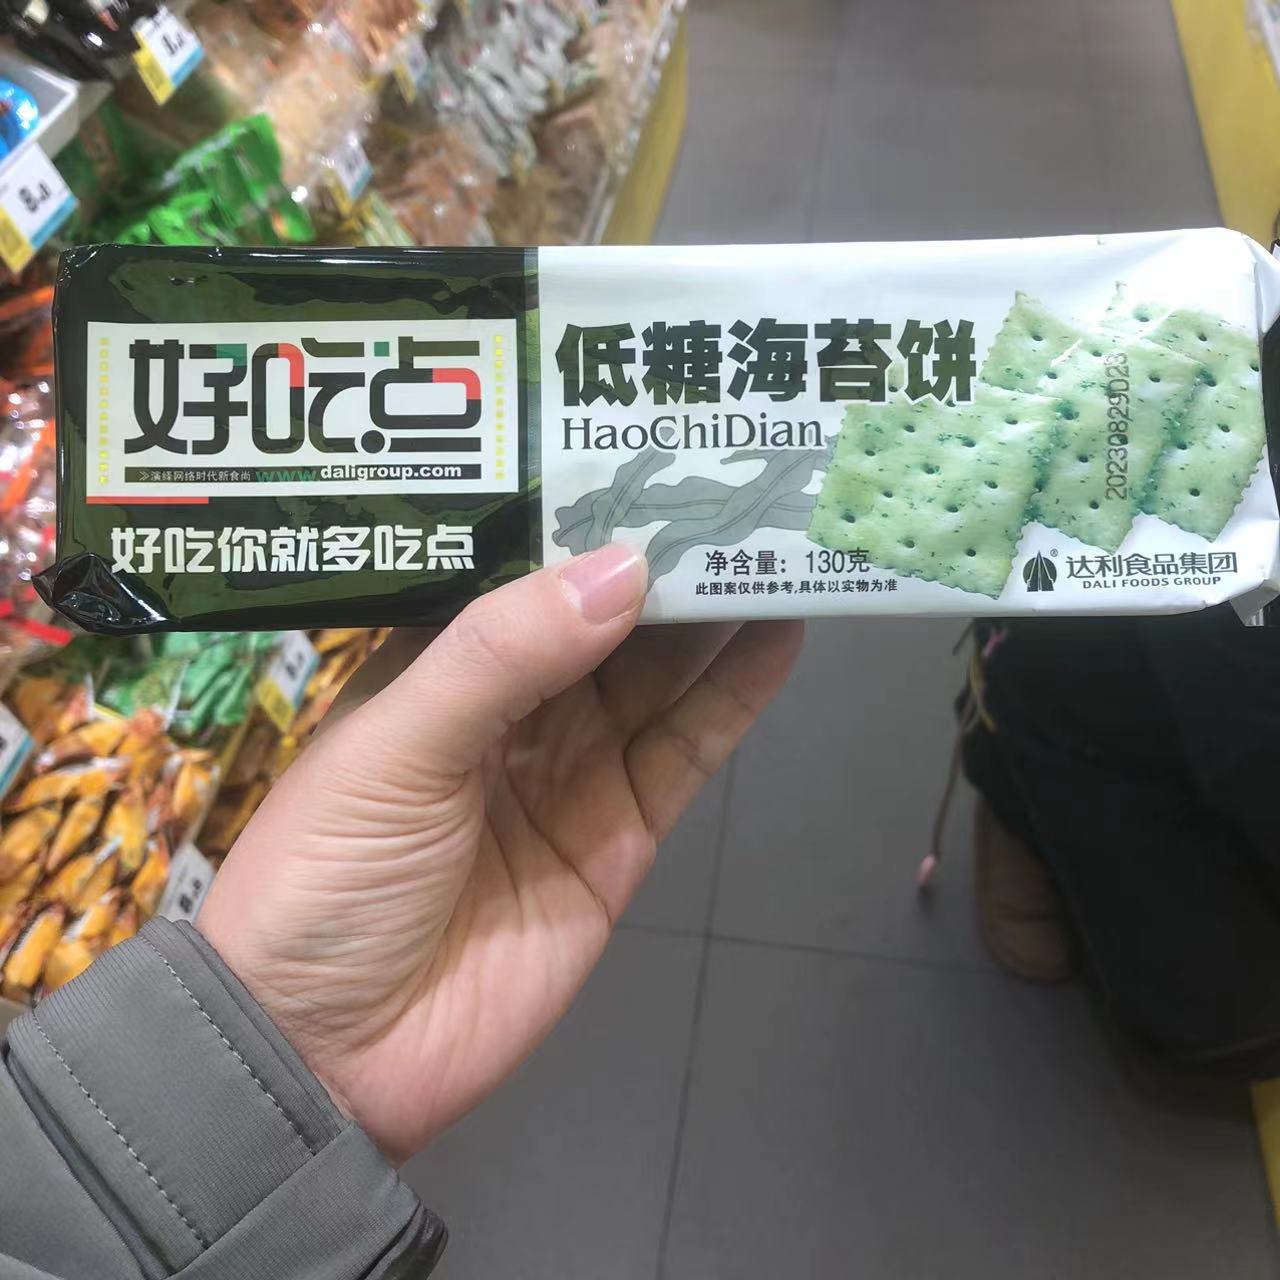 好吃点
≫演绎网络时代新食尚 www.daligroup.com
好吃你就多吃点
低糖海苔饼
HaoChiDian
净含量: 130克
此图案仅供参考,具体以实物为准
20230829D23
®
达利食品集团
DALI FOODS GROUP